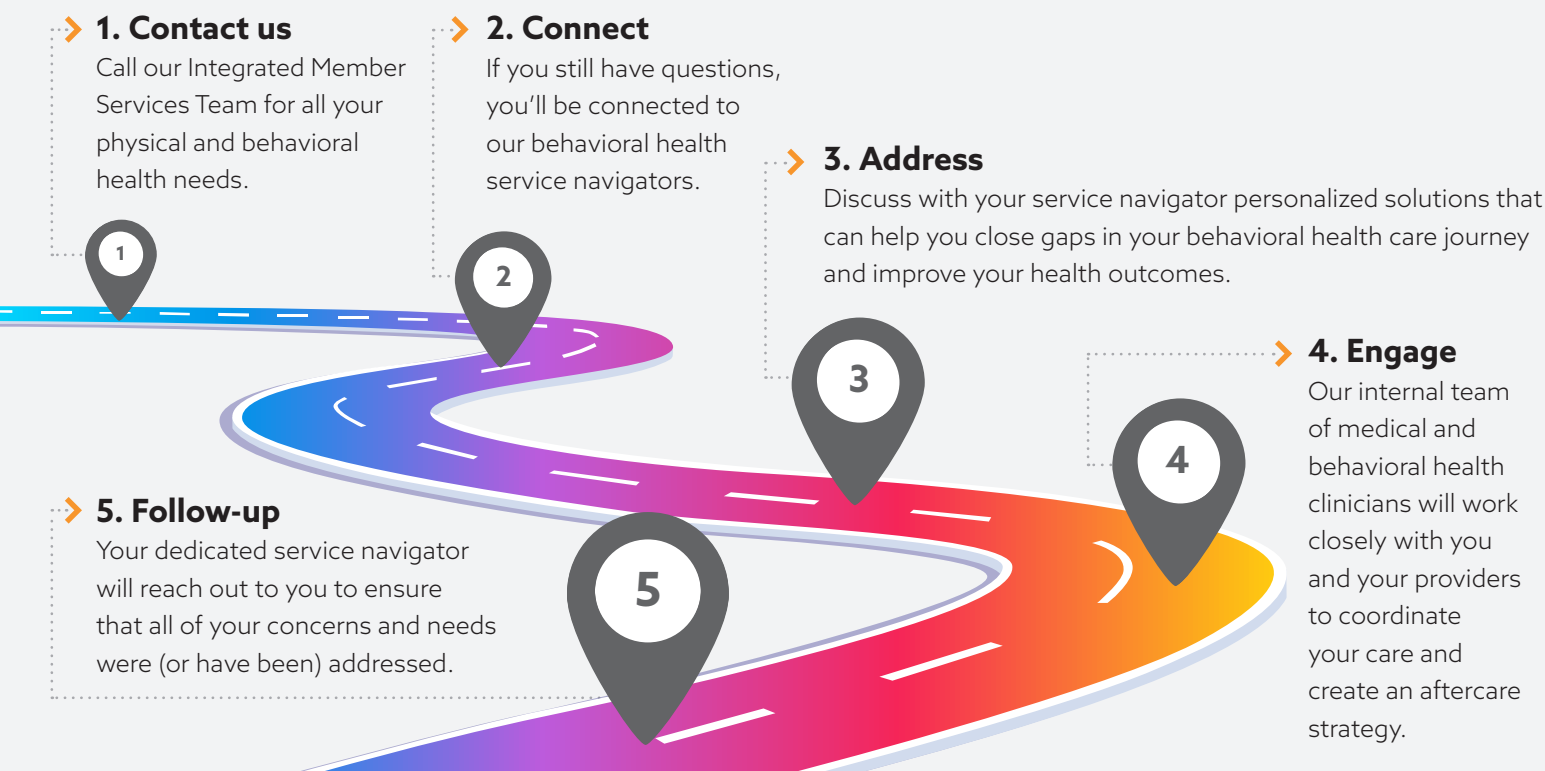 1. Contact us
Call our Integrated Member
Services Team for all your
physical and behavioral
health needs.
2. Connect
If you still have questions,
you'll be connected to
our behavioral health
service navigators.
3. Address
Discuss with your service navigator personalized solutions that
can help you close gaps in your behavioral health care journey
and improve your health outcomes.
4. Engage
Our internal team
of medical and
behavioral health
clinicians will work
closely with you
and your providers
to coordinate
your care and
create an aftercare
strategy.
5. Follow-up
Your dedicated service navigator
will reach out to you to ensure
that all of your concerns and needs
were (or have been) addressed.
1
2
3
4
5